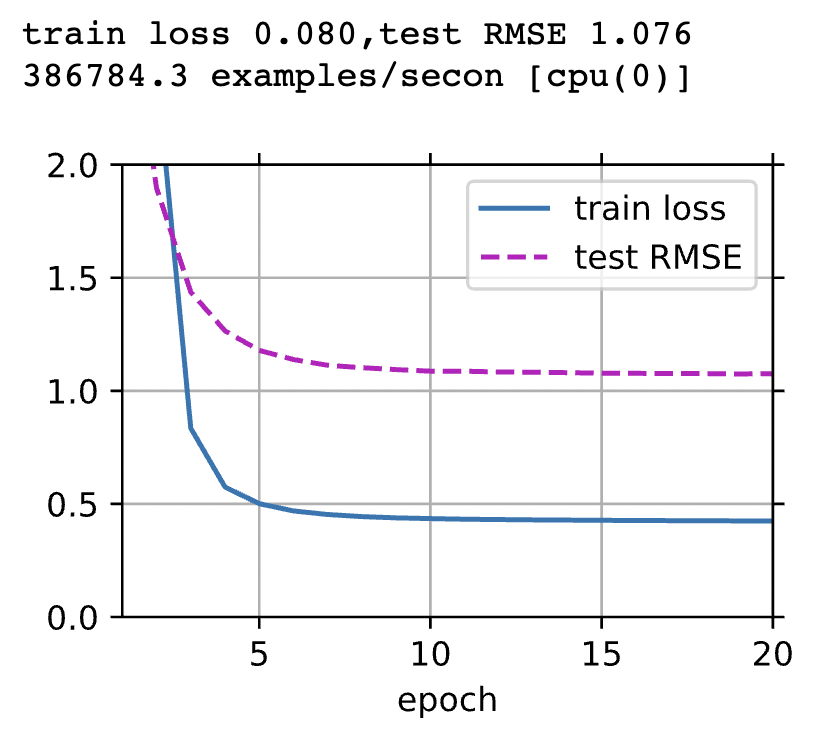 train loss 0.080,test RMSE 1.076
386784.3 examples/secon [cpu(0)]
2.0
train loss
test RMSE
1.5
1.0
0.5
0.0
5 10 15 20
epoch